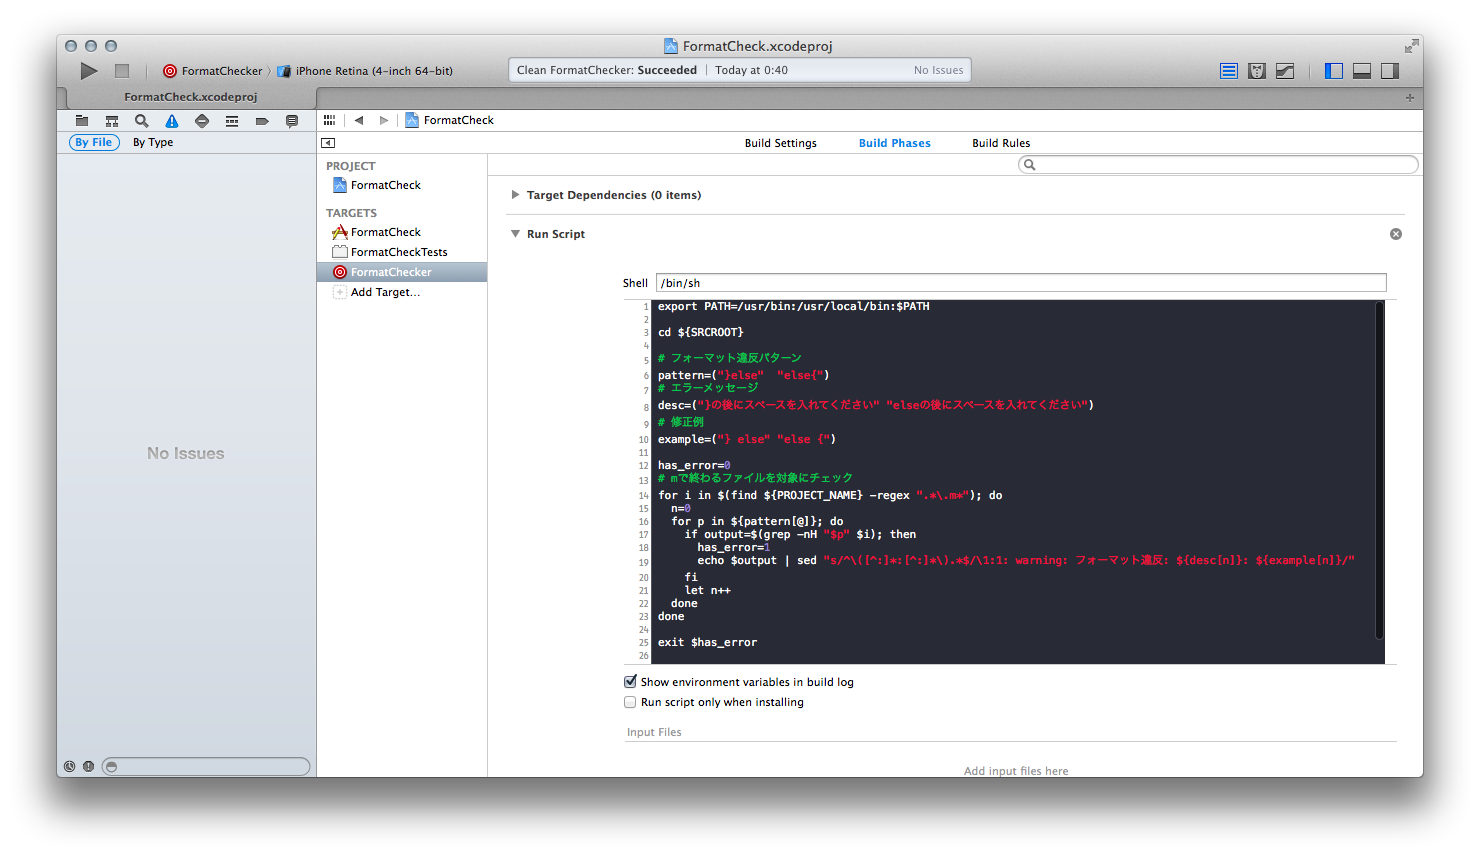 FormatCheck.xcodeproj
FormatChecker 〉 iPhone Retina (4-inch 64-bit)
Clean FormatChecker: Succeeded | Today at 0:40 No Issues
FormatCheck.xcodeproj
FormatCheck
By File By Type
Build Settings Build Phases Build Rules
PROJECT
FormatCheck
TARGETS
FormatCheck
FormatCheckTests
FormatChecker
Add Target...
No Issues
Target Dependencies (0 items)
Run Script
Shell /bin/sh
1 export PATH=/usr/bin:/usr/local/bin:$PATH
2
3 cd ${SRCROOT}
4
5 # フォーマット違反パターン
6 pattern=("}else"  "else{")
7 # エラーメッセージ
8 desc=("}の後にスペースを入れてください" "elseの後にスペースを入れてください")
9 # 修正例
10 example=("} else" "else {")
11
12 has_error=0
13 # mで終わるファイルを対象にチェック
14 for i in $(find ${PROJECT_NAME} -regex ".*\.m*"); do
15   n=0
16   for p in ${pattern[@]}; do
17     if output=$(grep -nH "$p" $i); then
18       has_error=1
19       echo $output | sed "s/^\([^:]*:[^:]*\).*$/\1:1: warning: フォーマット違反: ${desc[n]}: ${example[n]}/"
20     fi
21     let n++
22   done
23 done
24
25 exit $has_error
26
Show environment variables in build log
Run script only when installing
Input Files
Add input files here